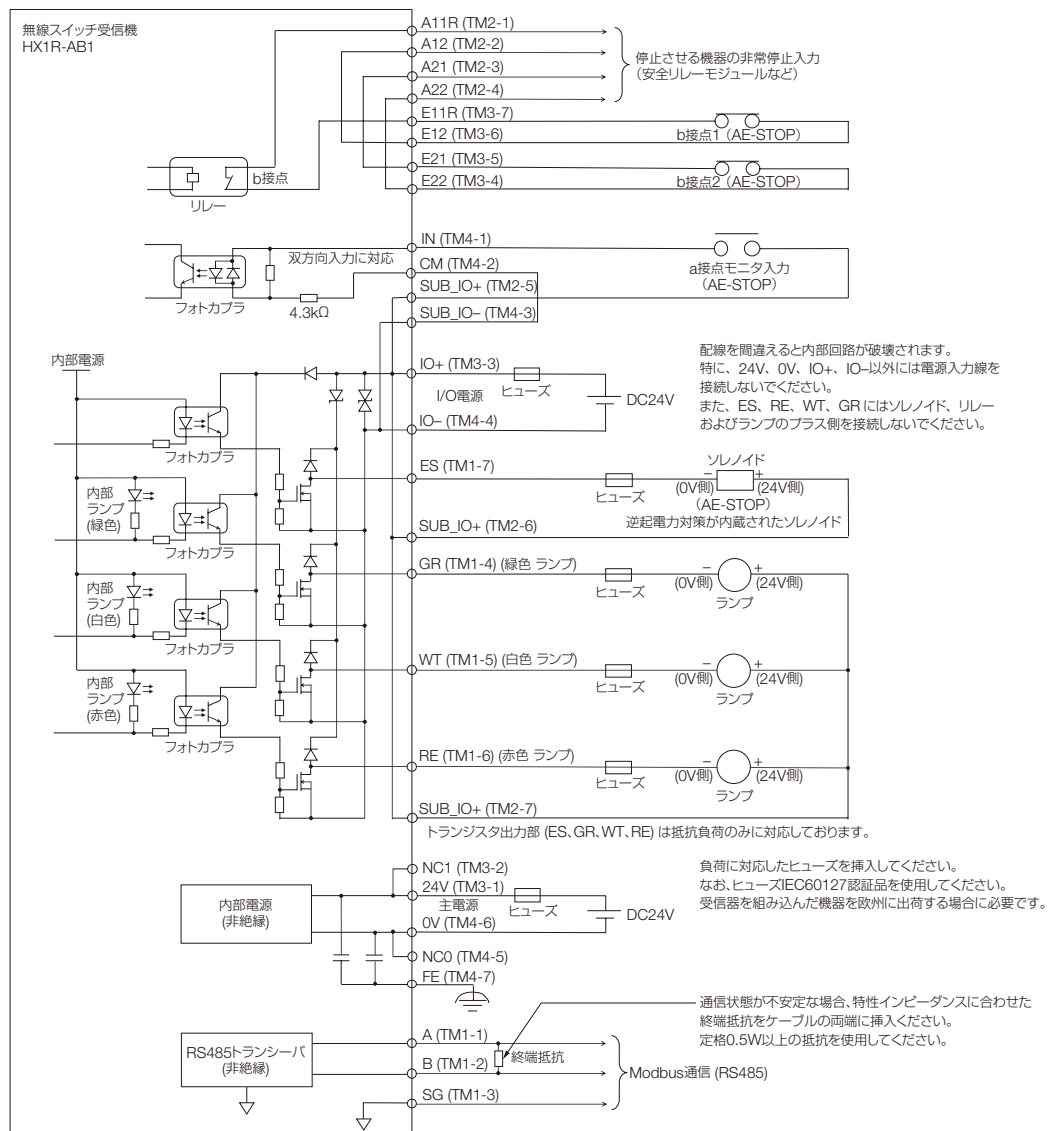 無線スイッチ受信機
HX1R-AB1
A11R (TM2-1)
A12 (TM2-2)
A21 (TM2-3)
A22 (TM2-4)
停止させる機器の非常停止入力
(安全リレーモジュールなど)
E11R (TM3-7)
E12 (TM3-6)
b接点1 (AE-STOP)
E21 (TM3-5)
E22 (TM3-4)
b接点2 (AE-STOP)
b接点
リレー
IN (TM4-1)
双方向入力に対応
CM (TM4-2)
a接点モニタ入力
(AE-STOP)
SUB_IO+ (TM2-5)
SUB_IO– (TM4-3)
フォトカプラ
4.3kΩ
内部電源
IO+ (TM3-3)
I/O電源
ヒューズ
DC24V
IO– (TM4-4)
配線を間違えると内部回路が破壊されます。
特に、24V、0V、IO+、IO–以外には電源入力線を
接続しないでください。
また、ES、RE、WT、GR にはソレノイド、リレー
およびランプのプラス側を接続しないでください。
フォトカプラ
ES (TM1-7)
ヒューズ
ソレノイド
–
+
(0V側)
(24V側)
(AE-STOP)
逆起電力対策が内蔵されたソレノイド
内部
ランプ
(緑色)
フォトカプラ
SUB_IO+ (TM2-6)
GR (TM1-4) (緑色 ランプ)
ヒューズ
–
+
(0V側)
(24V側)
ランプ
内部
ランプ
(白色)
フォトカプラ
WT (TM1-5) (白色 ランプ)
ヒューズ
–
+
(0V側)
(24V側)
ランプ
内部
ランプ
(赤色)
フォトカプラ
RE (TM1-6) (赤色 ランプ)
ヒューズ
–
+
(0V側)
(24V側)
ランプ
SUB_IO+ (TM2-7)
トランジスタ出力部 (ES、GR、WT、RE) は抵抗負荷のみに対応しております。
NC1 (TM3-2)
24V (TM3-1)
主電源
ヒューズ
DC24V
0V (TM4-6)
NC0 (TM4-5)
FE (TM4-7)
内部電源
(非絶縁)
負荷に対応したヒューズを挿入してください。
なお、ヒューズIEC60127認証品を使用してください。
受信器を組み込んだ機器を欧州に出荷する場合に必要です。
通信状態が不安定な場合、特性インピーダンスに合わせた
終端抵抗をケーブルの両端に挿入ください。
定格0.5W以上の抵抗を使用してください。
RS485トランシーバ
(非絶縁)
A (TM1-1)
終端抵抗
B (TM1-2)
Modbus通信 (RS485)
SG (TM1-3)